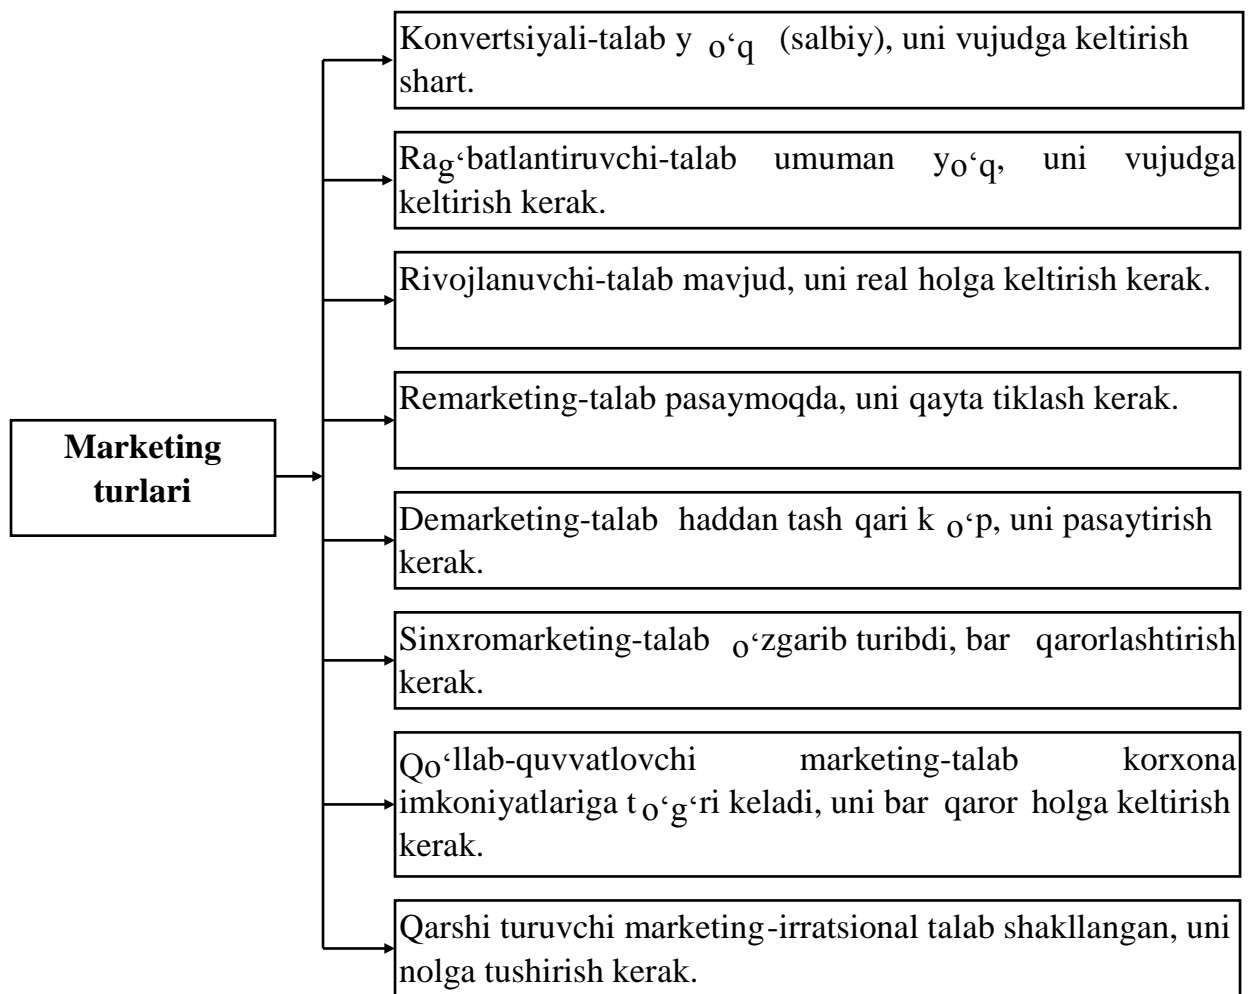 Konvertsiyali-talab yo‘q (salbiy), uni vujudga keltirish
shart.
Rag‘batlantiruvchi-talab umuman yo‘q, uni vujudga
keltirish kerak.
Rivojlanuvchi-talab mavjud, uni real holga keltirish kerak.
Remarketing-talab pasaymoqda, uni qayta tiklash kerak.
Marketing
turlari
Demarketing-talab haddan tash qari k o‘p, uni pasaytirish
kerak.
Sinxromarketing-talab o‘zgarib turibdi, bar qarorlashtirish
kerak.
Qo‘llab-quvvatlovchi marketing-talab korxona
imkoniyatlariga to‘g‘ri keladi, uni bar qaror holga keltirish
kerak.
Qarshi turuvchi marketing-irratsional talab shakllangan, uni
nolga tushirish kerak.